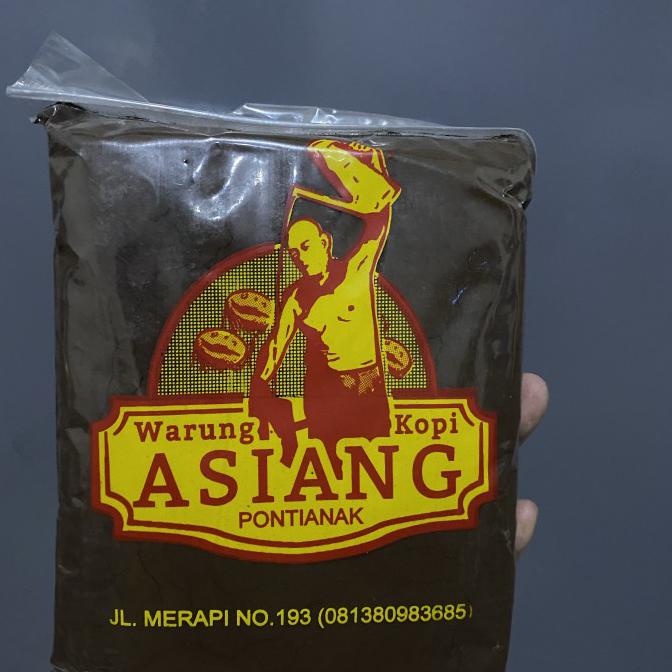 Warung Kopi
ASIANG
PONTIANAK
JL. MERAPI NO.193 (081380983685)